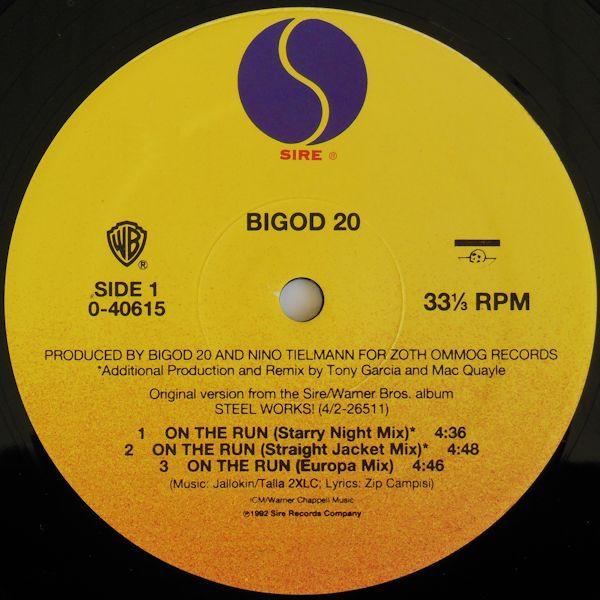 SIRE ®
BIGOD 20
WB
®
SIDE 1
0-40615
33⅓ RPM
PRODUCED BY BIGOD 20 AND NINO TIELMANN FOR ZOTH OMMOG RECORDS
*Additional Production and Remix by Tony Garcia and Mac Quayle
Original version from the Sire/Warner Bros. album
STEEL WORKS! (4/2-26511)
1 ON THE RUN (Starry Night Mix)* 4:36
2 ON THE RUN (Straight Jacket Mix)* 4:48
3 ON THE RUN (Europa Mix) 4:46
(Music: Jallokin/Talla 2XLC; Lyrics: Zip Campisi)
ICM/Warner Chappell Music
℗1992 Sire Records Company